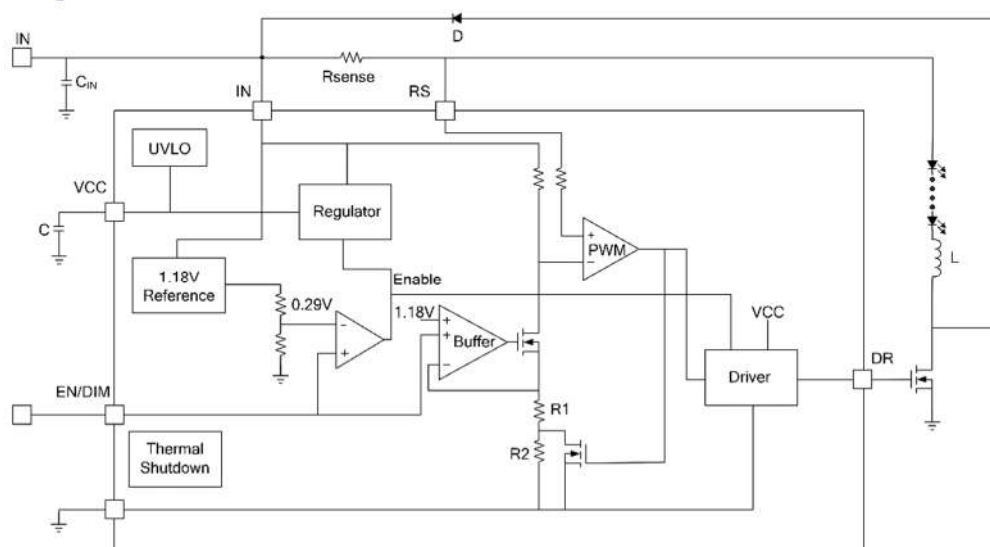 D
IN
C_IN
Rsense
IN
RS
UVLO
VCC
C
Regulator
PWM
+
−
L
1.18V
Reference
0.29V
Enable
1.18V
−
+
+
+
−
Buffer
VCC
Driver
DR
EN/DIM
R1
R2
Thermal
Shutdown